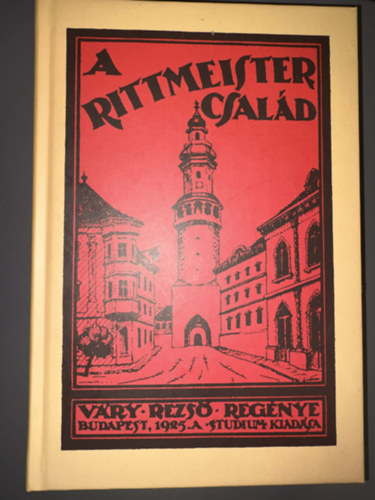 A
RITTMEISTER
CSALÁD
VÁRY · REZSŐ · REGÉNYE
BUDAPEST, 1925. A · STUDIUM · KIADÁSA